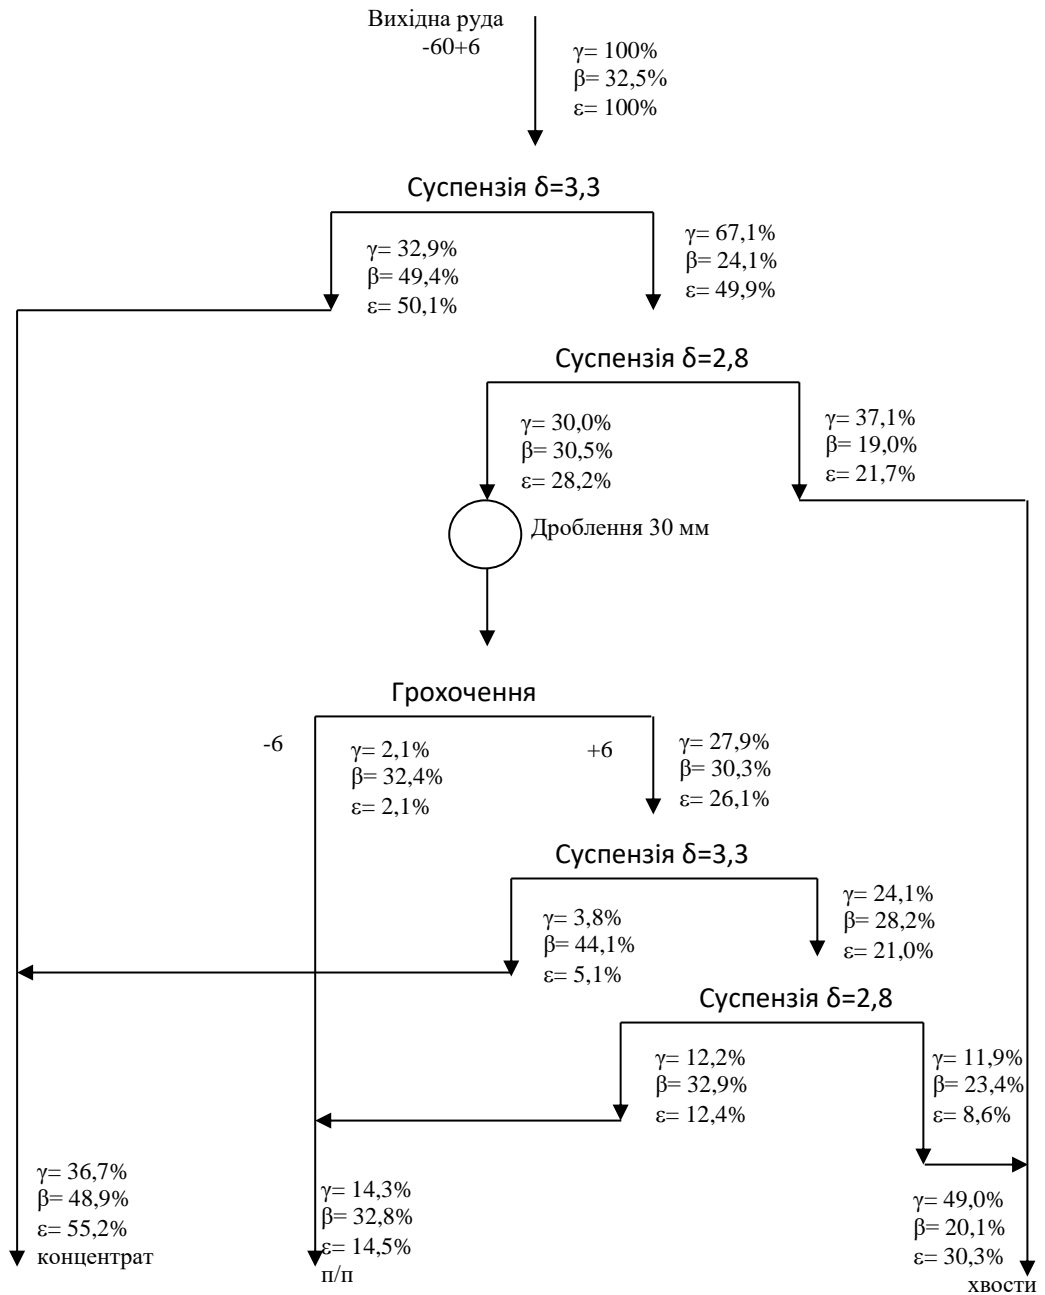 Вихідна руда
-60+6
γ= 100%
β= 32,5%
ε= 100%
Суспензія δ=3,3
γ= 32,9%
β= 49,4%
ε= 50,1%
γ= 67,1%
β= 24,1%
ε= 49,9%
Суспензія δ=2,8
γ= 30,0%
β= 30,5%
ε= 28,2%
γ= 37,1%
β= 19,0%
ε= 21,7%
Дроблення 30 мм
Грохочення
-6
γ= 2,1%
β= 32,4%
ε= 2,1%
+6
γ= 27,9%
β= 30,3%
ε= 26,1%
Суспензія δ=3,3
γ= 3,8%
β= 44,1%
ε= 5,1%
γ= 24,1%
β= 28,2%
ε= 21,0%
Суспензія δ=2,8
γ= 12,2%
β= 32,9%
ε= 12,4%
γ= 11,9%
β= 23,4%
ε= 8,6%
γ= 36,7%
β= 48,9%
ε= 55,2%
концентрат
γ= 14,3%
β= 32,8%
ε= 14,5%
п/п
γ= 49,0%
β= 20,1%
ε= 30,3%
хвости